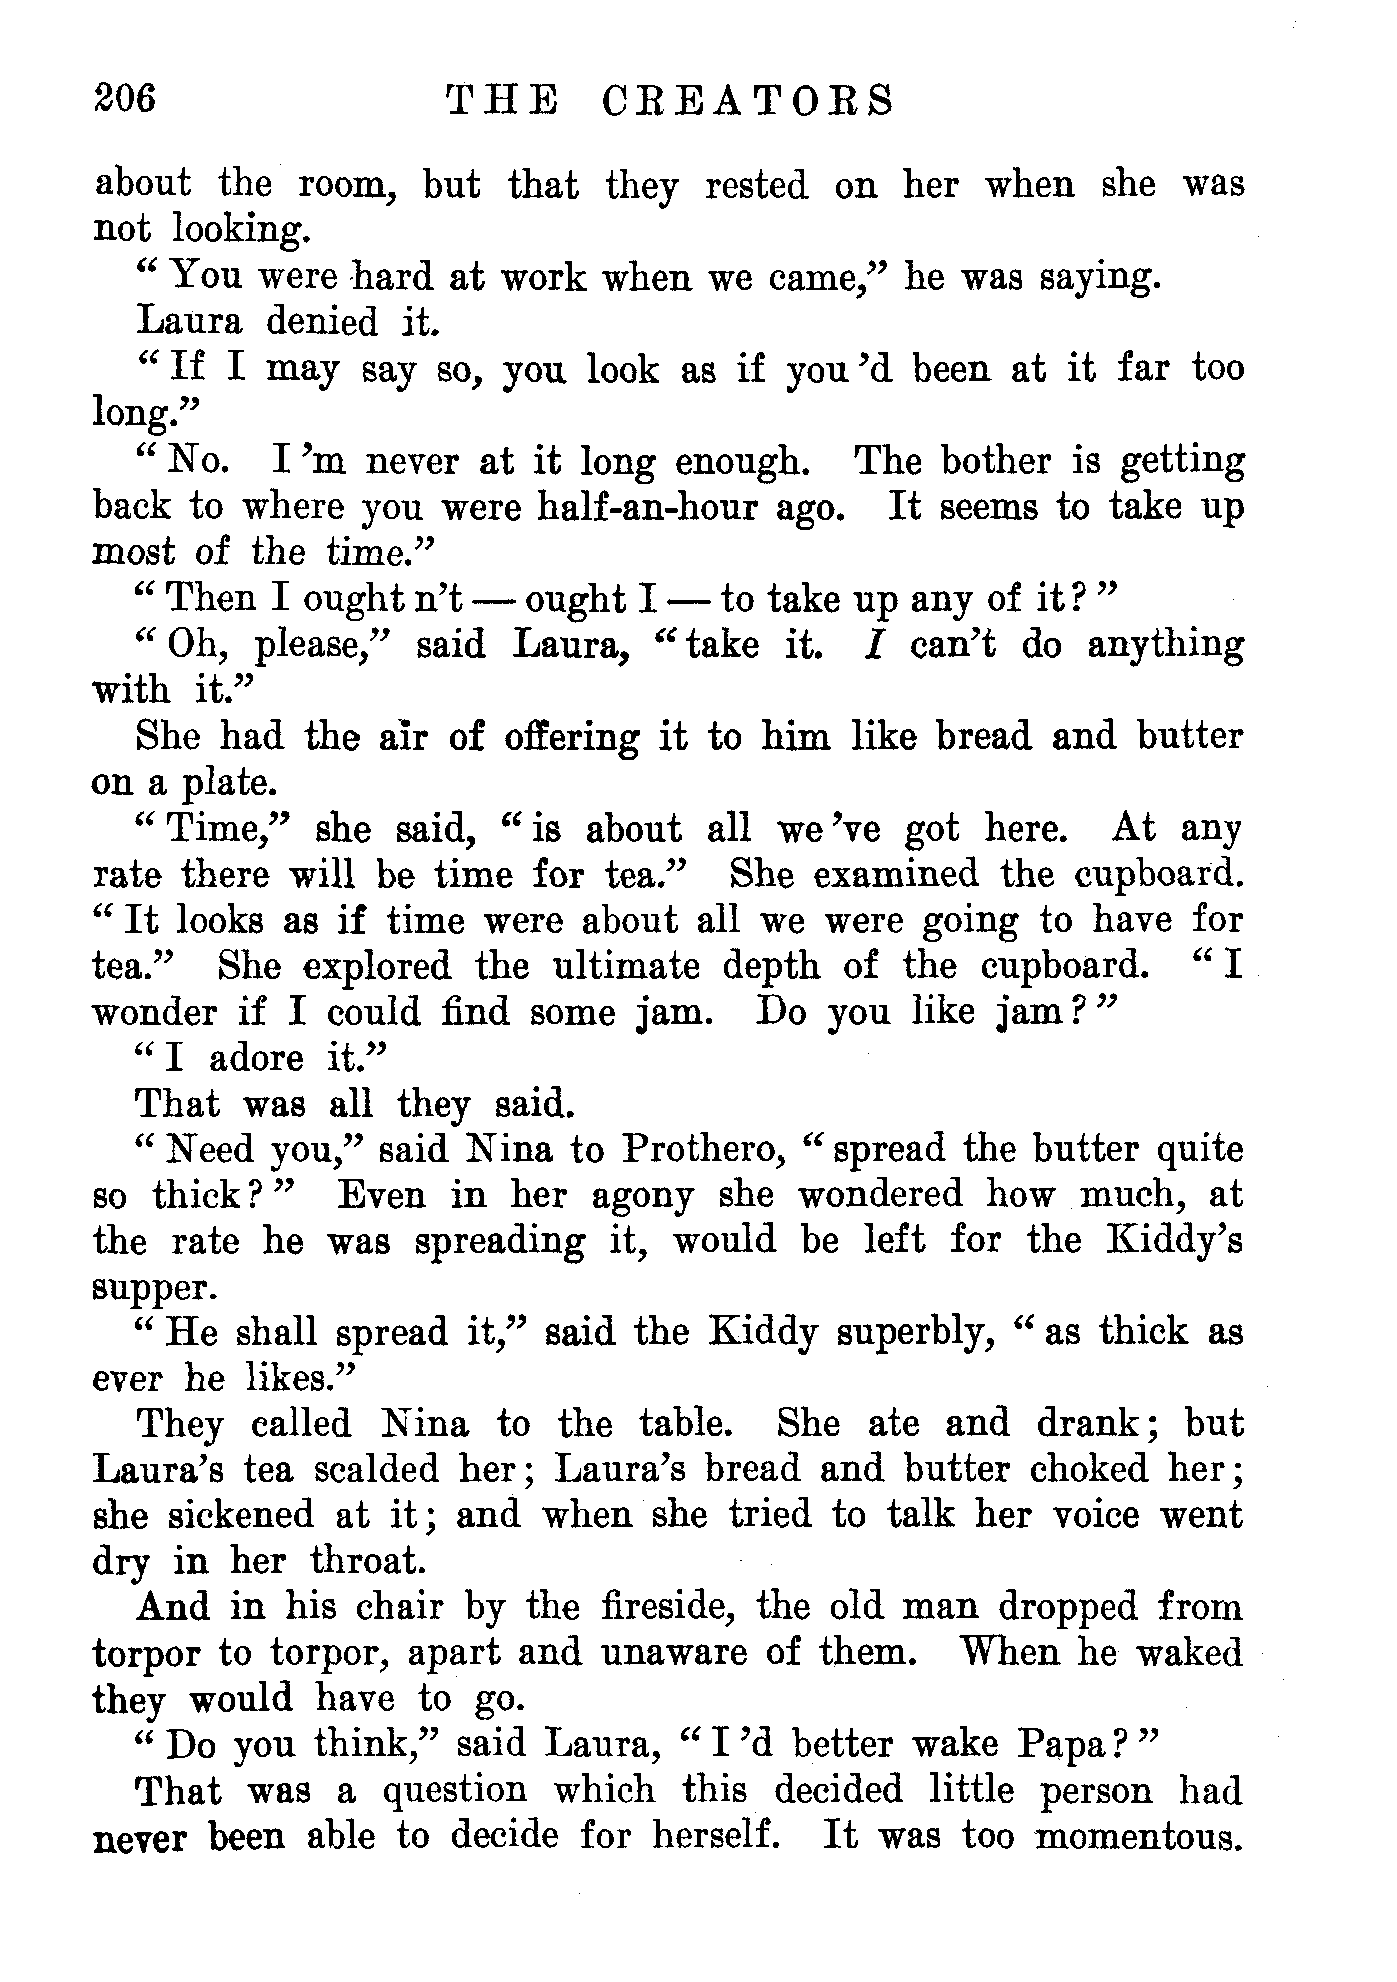 206 THE CREATORS
about the room, but that they rested on her when she was
not looking.
“ You were hard at work when we came,” he was saying.
Laura denied it.
“ If I may say so, you look as if you ’d been at it far too
long.”
“ No. I ’m never at it long enough. The bother is getting
back to where you were half-an-hour ago. It seems to take up
most of the time.”
“ Then I ought n’t — ought I — to take up any of it? ”
“ Oh, please,” said Laura, “ take it. I can’t do anything
with it.”
She had the air of offering it to him like bread and butter
on a plate.
“ Time,” she said, “ is about all we ’ve got here. At any
rate there will be time for tea.” She examined the cupboard.
“ It looks as if time were about all we were going to have for
tea.” She explored the ultimate depth of the cupboard. “ I
wonder if I could find some jam. Do you like jam? ”
“ I adore it.”
That was all they said.
“ Need you,” said Nina to Prothero, “ spread the butter quite
so thick? ” Even in her agony she wondered how much, at
the rate he was spreading it, would be left for the Kiddy’s
supper.
“ He shall spread it,” said the Kiddy superbly, “ as thick as
ever he likes.”
They called Nina to the table. She ate and drank; but
Laura’s tea scalded her; Laura’s bread and butter choked her;
she sickened at it; and when she tried to talk her voice went
dry in her throat.
And in his chair by the fireside, the old man dropped from
torpor to torpor, apart and unaware of them. When he waked
they would have to go.
“ Do you think,” said Laura, “ I ’d better wake Papa? ”
That was a question which this decided little person had
never been able to decide for herself. It was too momentous.